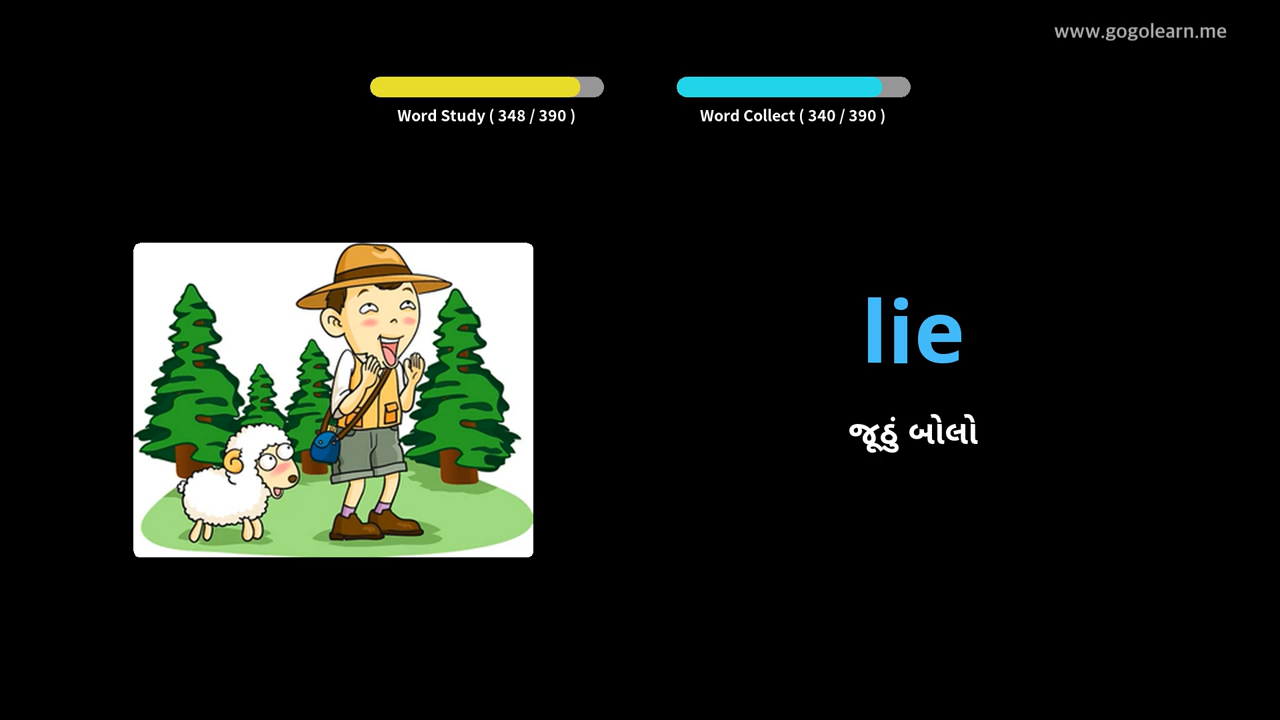 www.gogolearn.me
Word Study ( 348 / 390 )
Word Collect ( 340 / 390 )
lie
જૂઠું બોલો